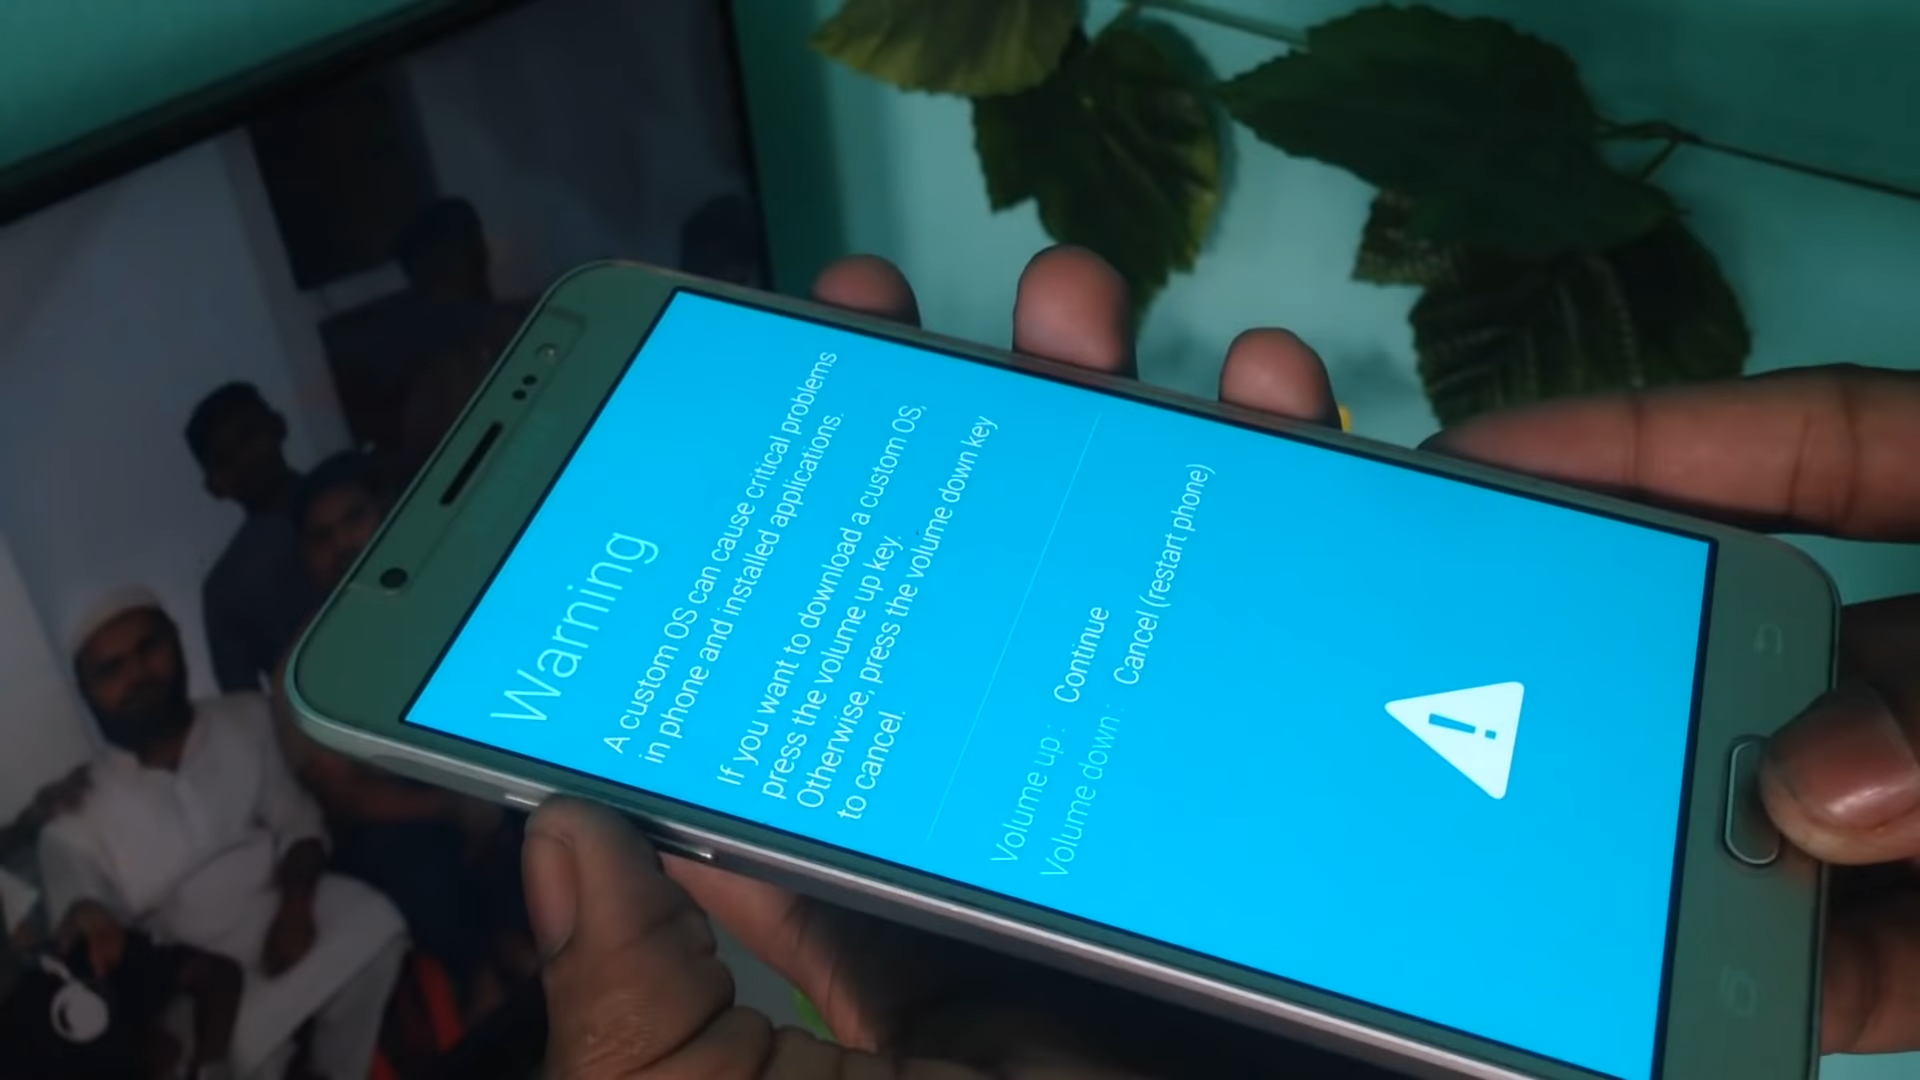 Warning
A custom OS can cause critical problems
in phone and installed applications.
If you want to download a custom OS,
press the volume up key.
Otherwise, press the volume down key
to cancel.
Volume up : Continue
Volume down : Cancel (restart phone)